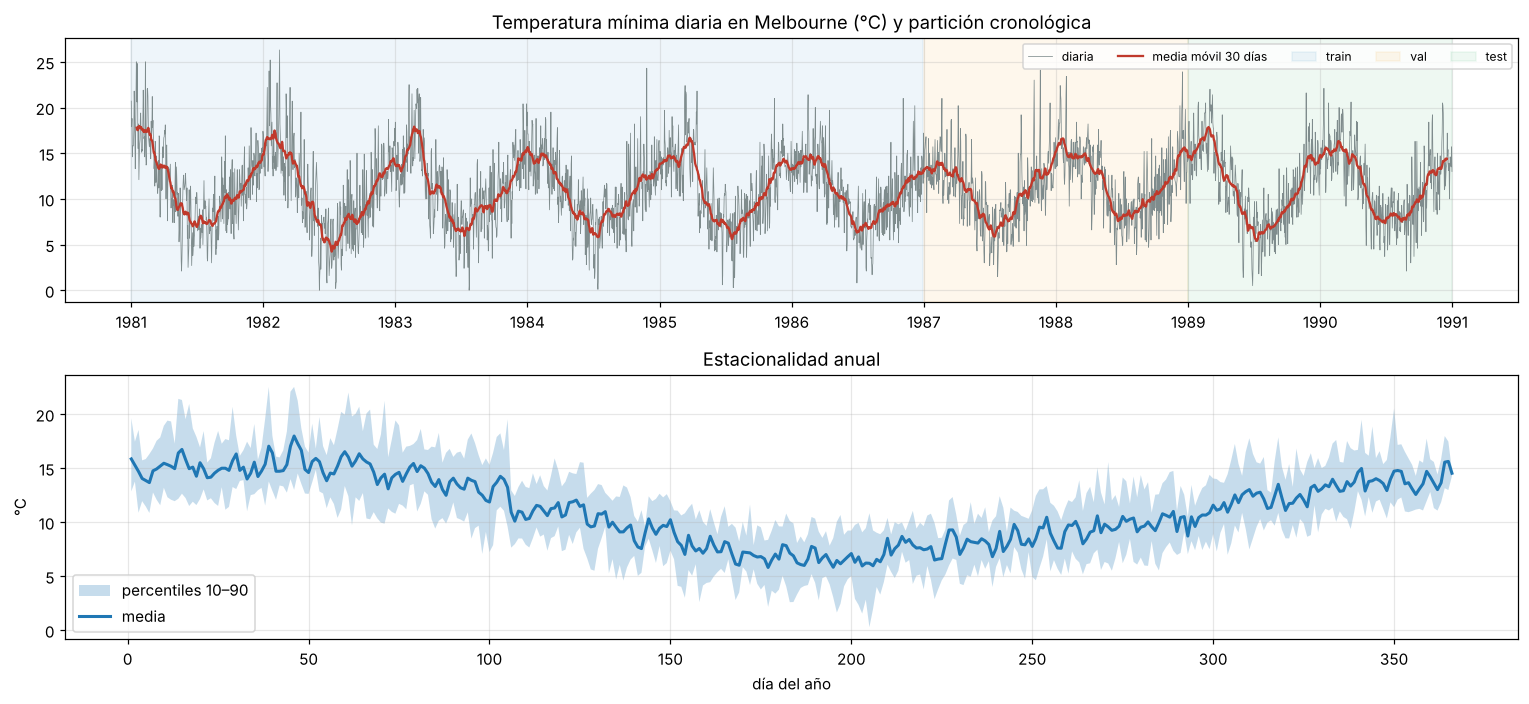 Temperatura mínima diaria en Melbourne (°C) y partición cronológica
diaria media móvil 30 días train val test
25
20
15
10
5
0
1981 1982 1983 1984 1985 1986 1987 1988 1989 1990 1991
Estacionalidad anual
°C
20
15
10
5
0
percentiles 10–90
media
0 50 100 150 200 250 300 350
día del año